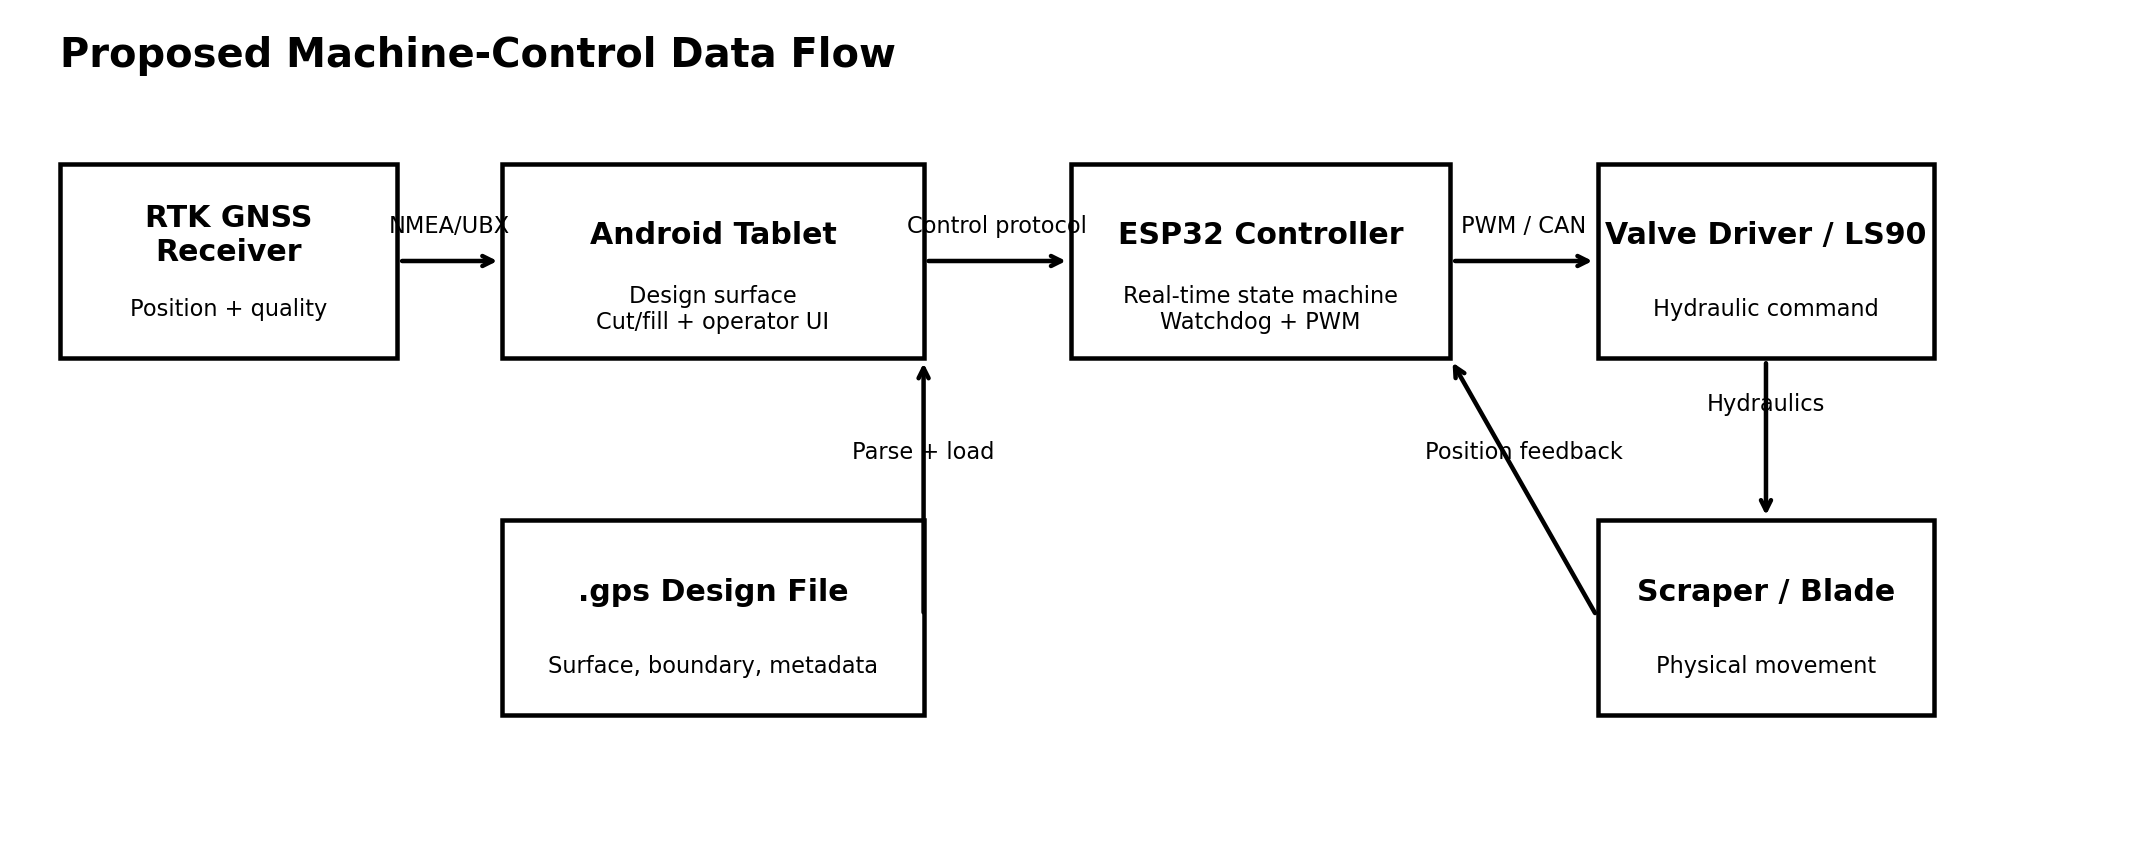 Proposed Machine-Control Data Flow
RTK GNSS
Receiver
Position + quality
NMEA/UBX
Android Tablet
Design surface
Cut/fill + operator UI
Control protocol
ESP32 Controller
Real-time state machine
Watchdog + PWM
PWM / CAN
Valve Driver / LS90
Hydraulic command
Hydraulics
Parse + load
Position feedback
.gps Design File
Surface, boundary, metadata
Scraper / Blade
Physical movement